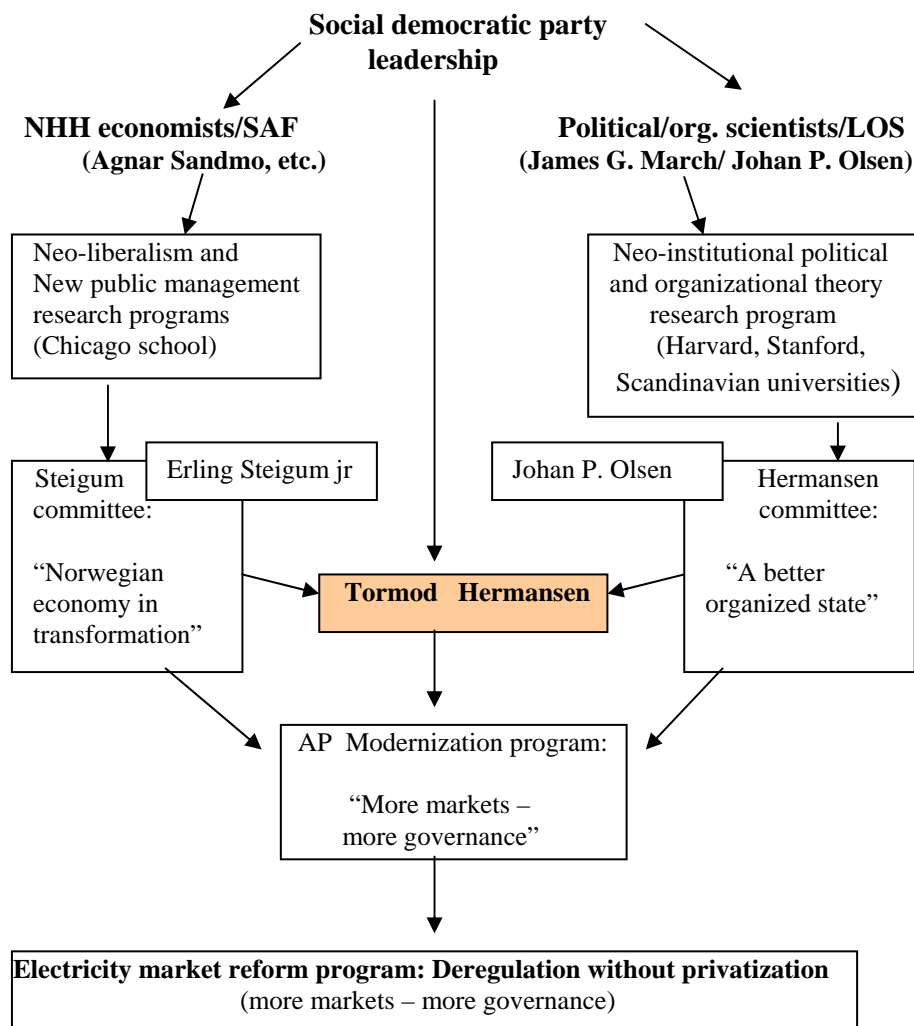 Social democratic party
leadership
NHH economists/SAF
(Agnar Sandmo, etc.)
Political/org. scientists/LOS
(James G. March/ Johan P. Olsen)
Neo-liberalism and
New public management
research programs
(Chicago school)
Neo-institutional political
and organizational theory
research program
(Harvard, Stanford,
Scandinavian universities)
Steigum
committee:
“Norwegian
economy in
transformation”
Erling Steigum jr
Johan P. Olsen
Hermansen
committee:
“A better
organized state”
Tormod Hermansen
AP Modernization program:
“More markets –
more governance”
Electricity market reform program: Deregulation without privatization
(more markets – more governance)